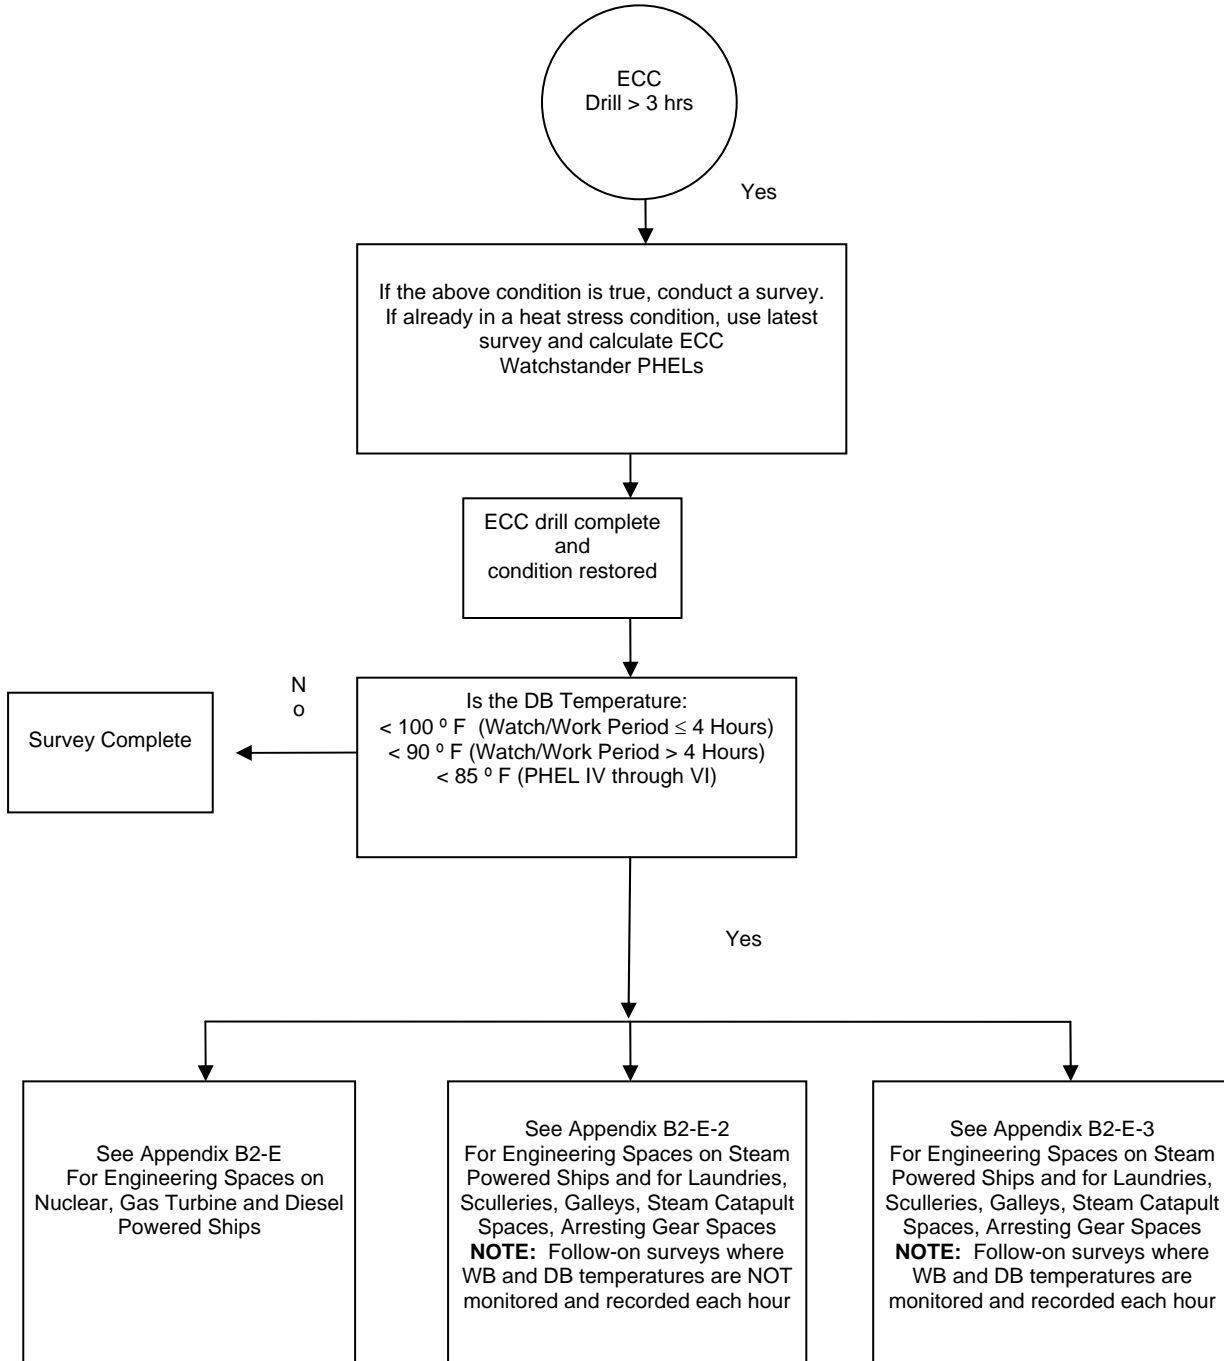 ECC
Drill > 3 hrs
Yes
If the above condition is true, conduct a survey.
If already in a heat stress condition, use latest
survey and calculate ECC
Watchstander PHELs
ECC drill complete
and
condition restored
N
o
Survey Complete
Is the DB Temperature:
< 100 º F (Watch/Work Period ≤ 4 Hours)
< 90 º F (Watch/Work Period > 4 Hours)
< 85 º F (PHEL IV through VI)
Yes
See Appendix B2-E
For Engineering Spaces on
Nuclear, Gas Turbine and Diesel
Powered Ships
See Appendix B2-E-2
For Engineering Spaces on Steam
Powered Ships and for Laundries,
Sculleries, Galleys, Steam Catapult
Spaces, Arresting Gear Spaces
NOTE: Follow-on surveys where
WB and DB temperatures are NOT
monitored and recorded each hour
See Appendix B2-E-3
For Engineering Spaces on Steam
Powered Ships and for Laundries,
Sculleries, Galleys, Steam Catapult
Spaces, Arresting Gear Spaces
NOTE: Follow-on surveys where
WB and DB temperatures are
monitored and recorded each hour